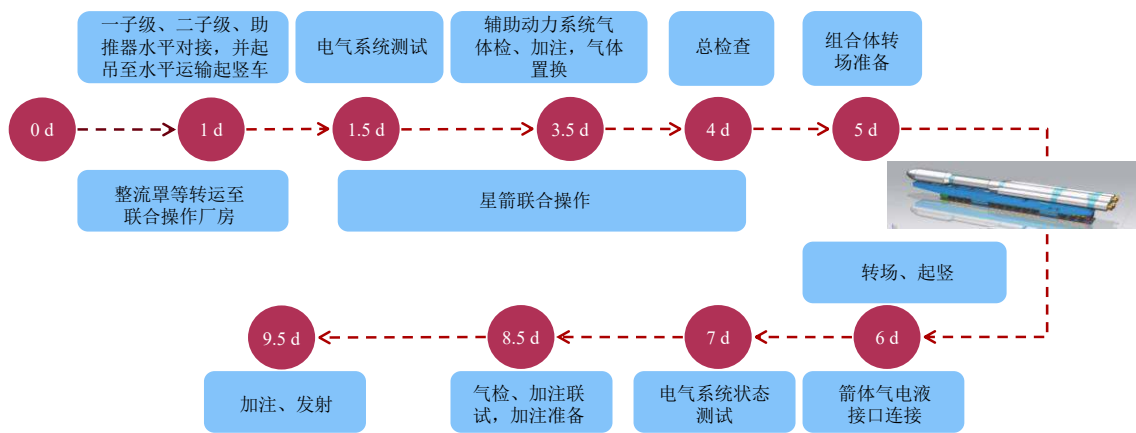 一子级、二子级、助
推器水平对接，并起
吊至水平运输起竖车
电气系统测试
辅助动力系统气
体检、加注，气体
置换
总检查
组合体转
场准备
0 d
1 d
1.5 d
3.5 d
4 d
5 d
整流罩等转运至
联合操作厂房
星箭联合操作
转场、起竖
9.5 d
8.5 d
7 d
6 d
加注、发射
气检、加注联
试，加注准备
电气系统状态
测试
箭体气电液
接口连接